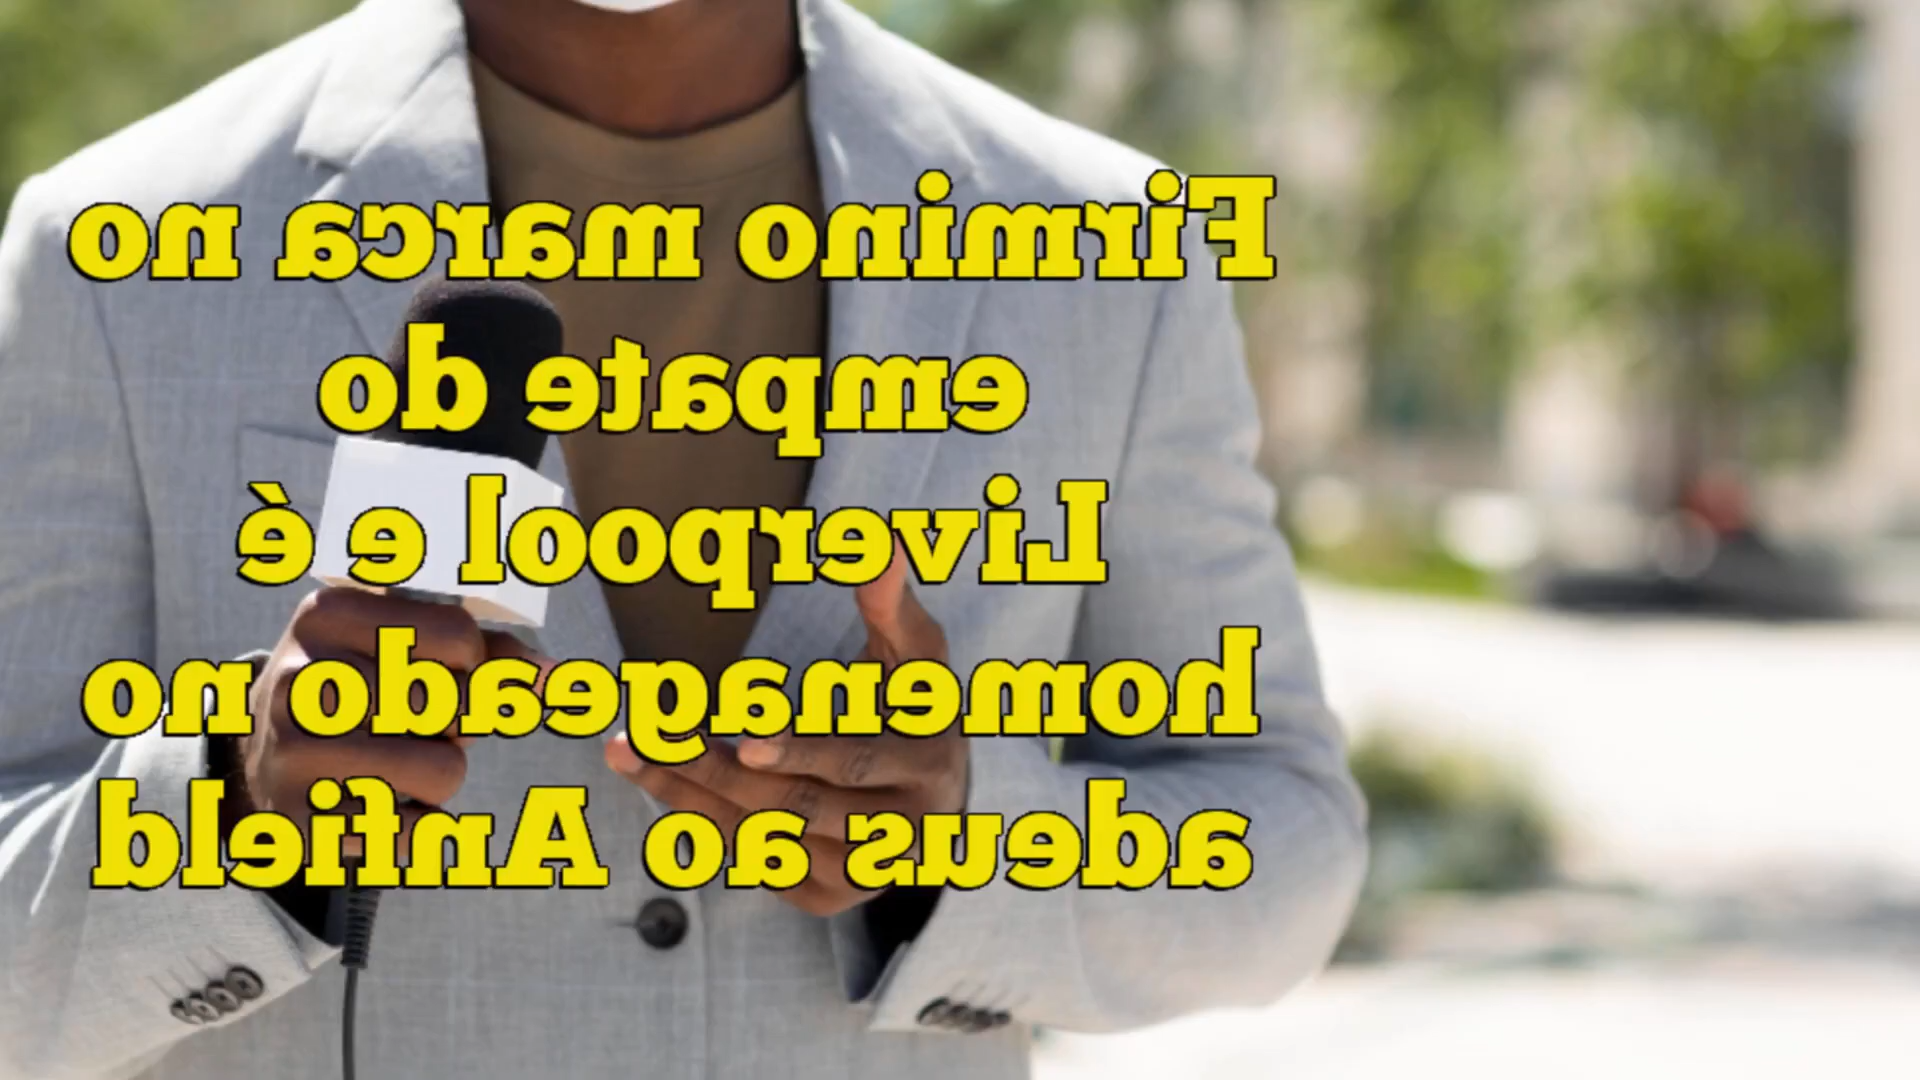 Firmino marca no
empate do
Liverpool e é
homenageado no
adeus ao Anfield